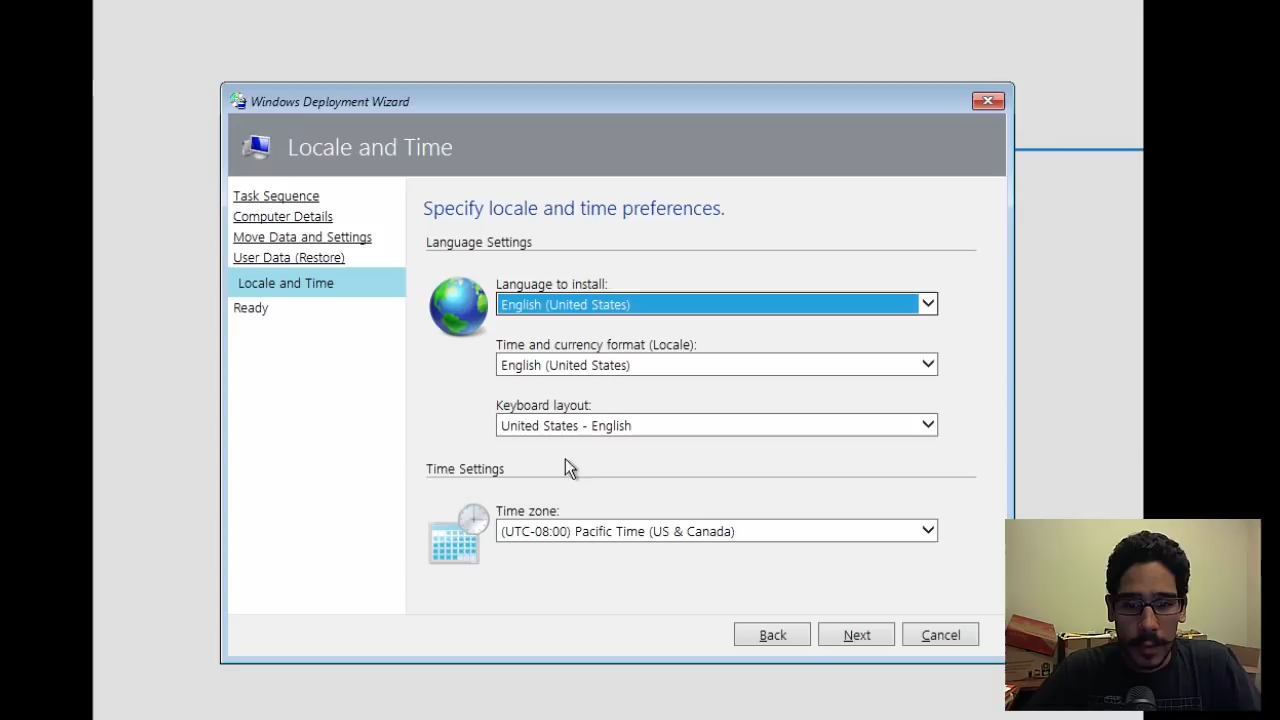 Windows Deployment Wizard
Locale and Time
Task Sequence
Computer Details
Move Data and Settings
User Data (Restore)
Locale and Time
Ready
Specify locale and time preferences.
Language Settings
Language to install:
English (United States)
Time and currency format (Locale):
English (United States)
Keyboard layout:
United States - English
Time Settings
Time zone:
(UTC-08:00) Pacific Time (US & Canada)
Back
Next
Cancel